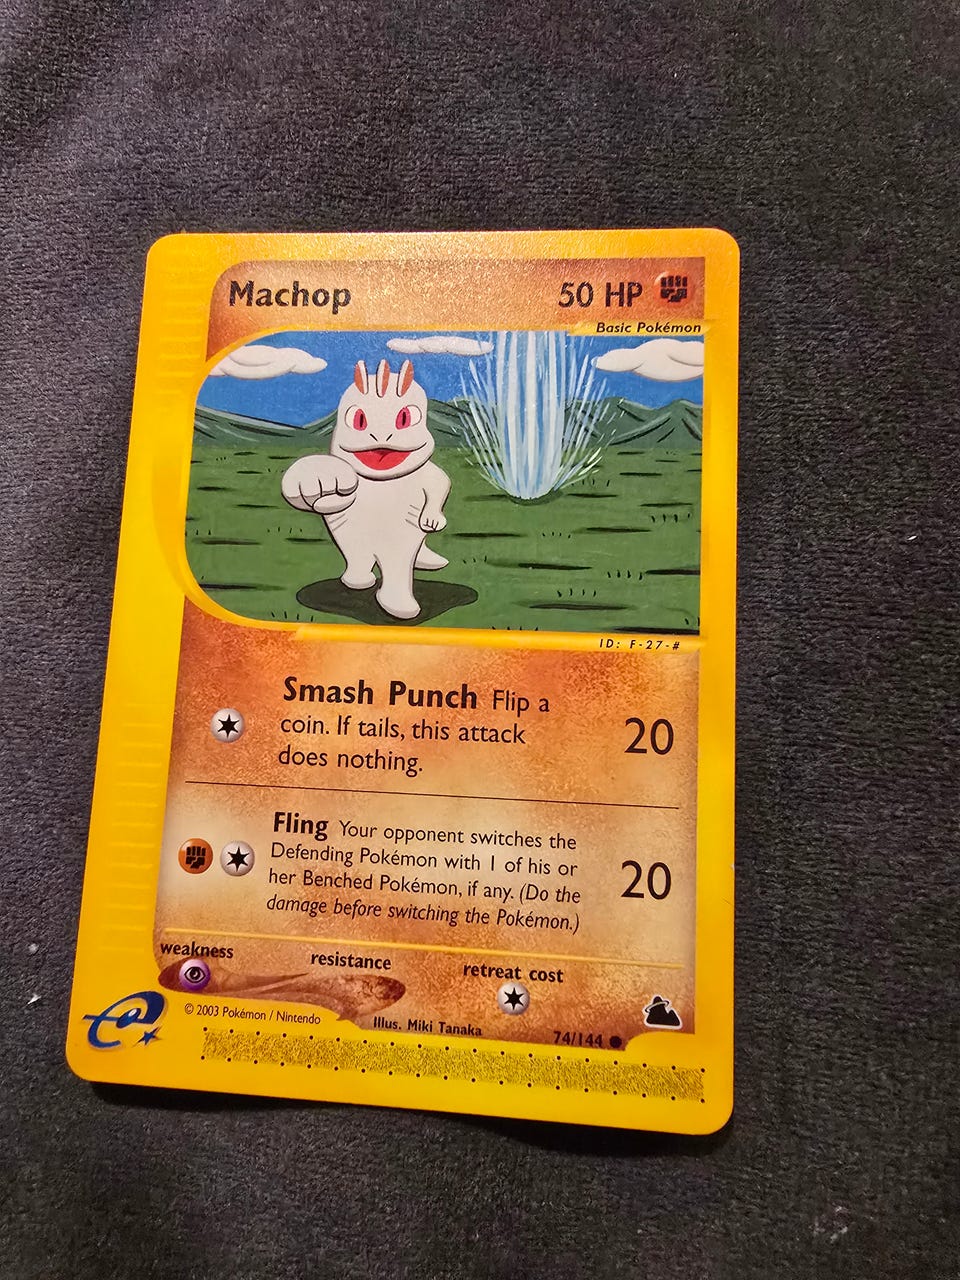 Machop 50 HP
Basic Pokémon
ID: F-27-#
Smash Punch Flip a
coin. If tails, this attack
does nothing.
20
Fling Your opponent switches the
Defending Pokémon with 1 of his or
her Benched Pokémon, if any. (Do the
damage before switching the Pokémon.)
20
weakness resistance retreat cost
© 2003 Pokémon / Nintendo
Illus. Miki Tanaka
74/144
e